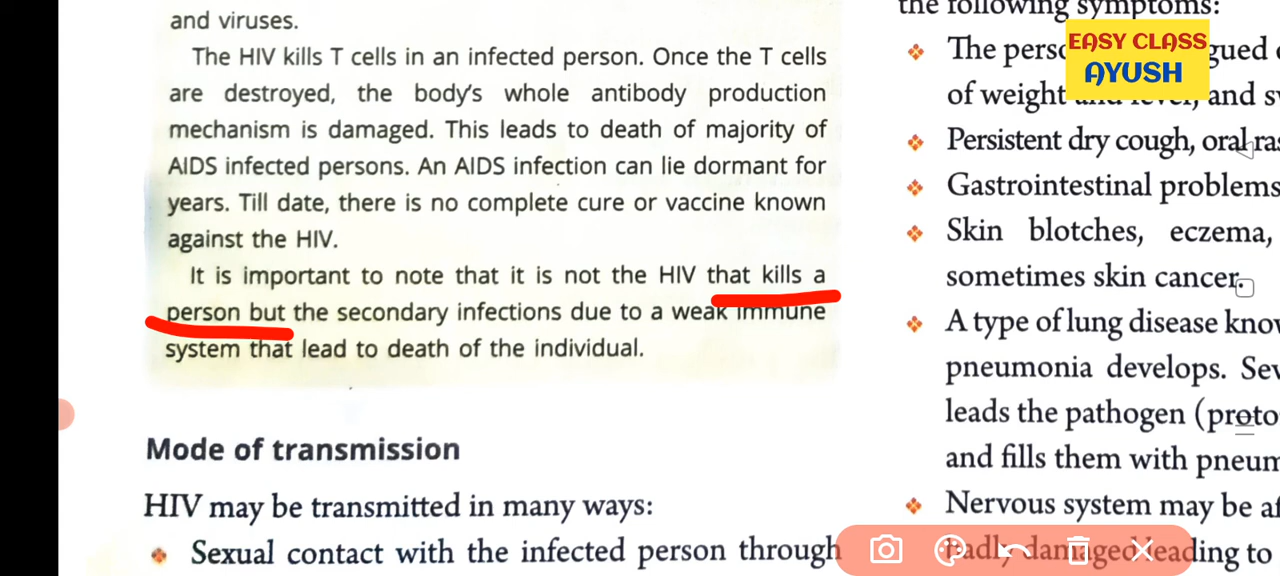 and viruses.
The HIV kills T cells in an infected person. Once the T cells
are destroyed, the body's whole antibody production
mechanism is damaged. This leads to death of majority of
AIDS infected persons. An AIDS infection can lie dormant for
years. Till date, there is no complete cure or vaccine known
against the HIV.
It is important to note that it is not the HIV that kills a
person but the secondary infections due to a weak immune
system that lead to death of the individual.
Mode of transmission
HIV may be transmitted in many ways:
Sexual contact with the infected person through
the following symptoms:
The
of weight and and
Persistent dry cough, oral
Gastrointestinal problems
Skin blotches, eczema,
sometimes skin cancer.
A type of lung disease
pneumonia develops.
leads the pathogen
and fills them with
Nervous system may be
badly damaged leading to
EASY CLASS
AYUSH